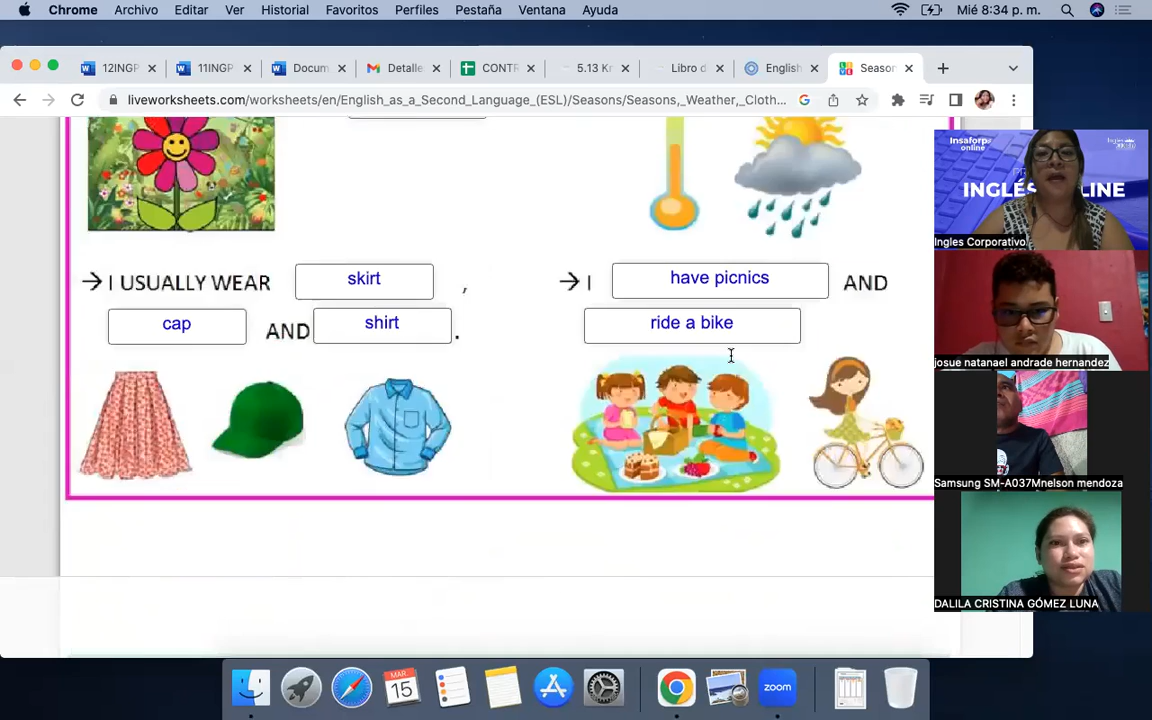 Chrome Archivo Editar Ver Historial Favoritos Perfiles Pestaña Ventana Ayuda Mié 8:34 p. m.
12INGP 11INGP Docum Detalle CONTR 5.13 Kr Libro d English Season
liveworksheets.com/worksheets/en/English_as_a_Second_Language_(ESL)/Seasons/Seasons,_Weather,_Cloth...
→ I USUALLY WEAR skirt ,
cap AND shirt .
→ I have picnics AND
ride a bike
Insaforp
online
INGLÉS ONLINE
Ingles Corporativo
josue natanael andrade hernandez
Samsung SM-A037Mnelson mendoza
DALILA CRISTINA GÓMEZ LUNA
MAR.
15
zoom